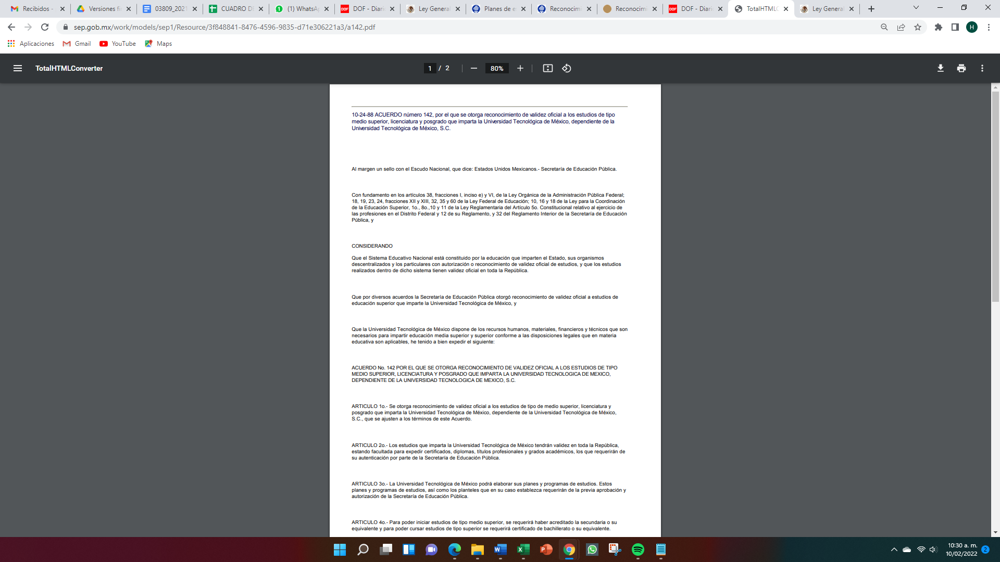 Recibidos -
Versiones fi
03809_2021
CUADRO DE
(1) WhatsA
DOF - Diari
Ley General
Planes de e
Reconocimi
Reconocimi
DOF - Diari
TotalHTMLC
Ley General
sep.gob.mx/work/models/sep1/Resource/3f848841-8476-4596-9835-d71e306221a3/a142.pdf
H
Aplicaciones
Gmail
YouTube
Maps
TotalHTMLConverter
1 / 2
80%
10-24-88 ACUERDO número 142, por el que se otorga reconocimiento de validez oficial a los estudios de tipo
medio superior, licenciatura y posgrado que imparta la Universidad Tecnológica de México, dependiente de la
Universidad Tecnológica de México, S.C.
Al margen un sello con el Escudo Nacional, que dice: Estados Unidos Mexicanos.- Secretaría de Educación Pública.
Con fundamento en los artículos 38, fracciones I, inciso e) y VI, de la Ley Orgánica de la Administración Pública Federal;
18, 19, 23, 24, fracciones XII y XIII, 32, 35 y 60 de la Ley Federal de Educación; 10, 16 y 18 de la Ley para la Coordinación
de la Educación Superior, 1o., 8o.,10 y 11 de la Ley Reglamentaria del Artículo 5o. Constitucional relativo al ejercicio de
las profesiones en el Distrito Federal y 12 de su Reglamento, y 32 del Reglamento Interior de la Secretaría de Educación
Pública, y
CONSIDERANDO
Que el Sistema Educativo Nacional está constituido por la educación que imparten el Estado, sus organismos
descentralizados y los particulares con autorización o reconocimiento de validez oficial de estudios, y que los estudios
realizados dentro de dicho sistema tienen validez oficial en toda la República.
Que por diversos acuerdos la Secretaría de Educación Pública otorgó reconocimiento de validez oficial a estudios de
educación superior que imparte la Universidad Tecnológica de México, y
Que la Universidad Tecnológica de México dispone de los recursos humanos, materiales, financieros y técnicos que son
necesarios para impartir educación media superior y superior conforme a las disposiciones legales que en materia
educativa son aplicables, he tenido a bien expedir el siguiente:
ACUERDO No. 142 POR EL QUE SE OTORGA RECONOCIMIENTO DE VALIDEZ OFICIAL A LOS ESTUDIOS DE TIPO
MEDIO SUPERIOR, LICENCIATURA Y POSGRADO QUE IMPARTA LA UNIVERSIDAD TECNOLOGICA DE MEXICO,
DEPENDIENTE DE LA UNIVERSIDAD TECNOLOGICA DE MEXICO, S.C.
ARTICULO 1o.- Se otorga reconocimiento de validez oficial a los estudios de tipo de medio superior, licenciatura y
posgrado que imparta la Universidad Tecnológica de México, dependiente de la Universidad Tecnológica de México,
S.C., que se ajusten a los términos de este Acuerdo.
ARTICULO 2o.- Los estudios que imparta la Universidad Tecnológica de México tendrán validez en toda la República,
estando facultada para expedir certificados, diplomas, títulos profesionales y grados académicos, los que requerirán de
su autenticación por parte de la Secretaría de Educación Pública.
ARTICULO 3o.- La Universidad Tecnológica de México podrá elaborar sus planes y programas de estudios. Estos
planes y programas de estudios, así como los planteles que en su caso establezca requerirán de la previa aprobación y
autorización de la Secretaría de Educación Pública.
ARTICULO 4o.- Para poder iniciar estudios de tipo medio superior, se requerirá haber acreditado la secundaria o su
equivalente y para poder cursar estudios de tipo superior se requerirá certificado de bachillerato o su equivalente.
10:30 a. m.
10/02/2022
2